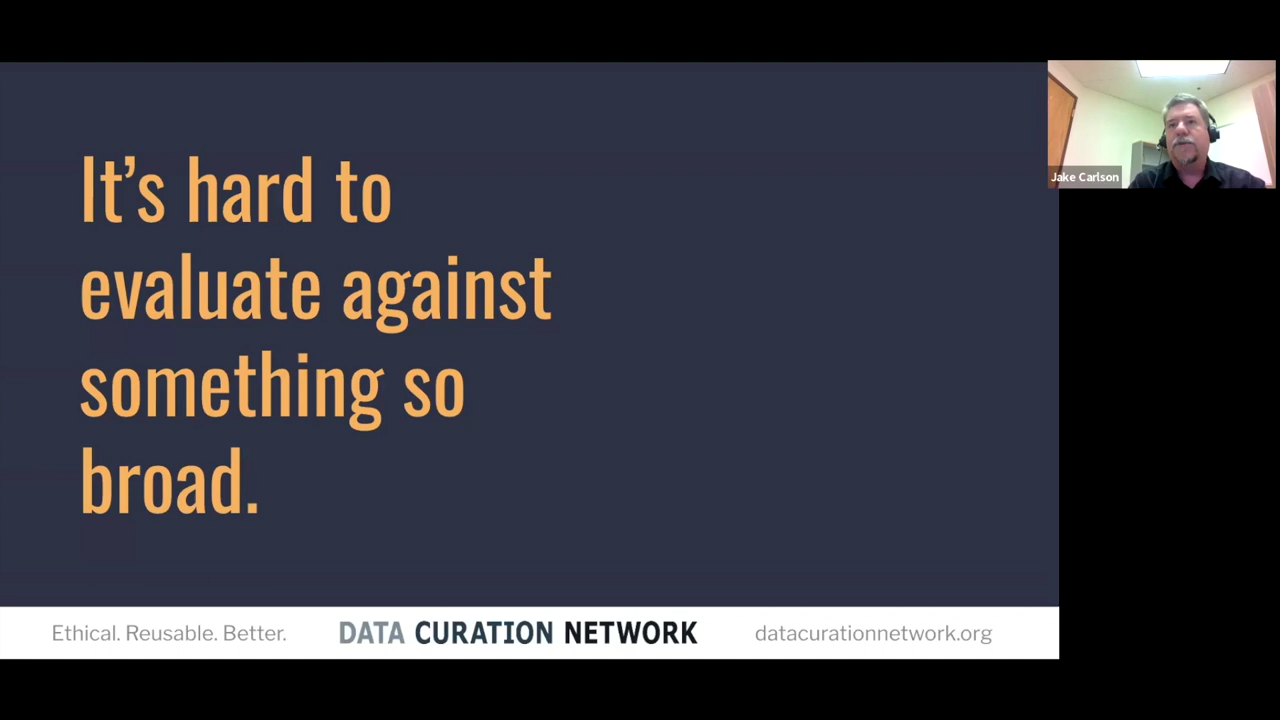 It's hard to
evaluate against
something so
broad.
Jake Carlson
Ethical. Reusable. Better.
DATA CURATION NETWORK
datacurationnetwork.org